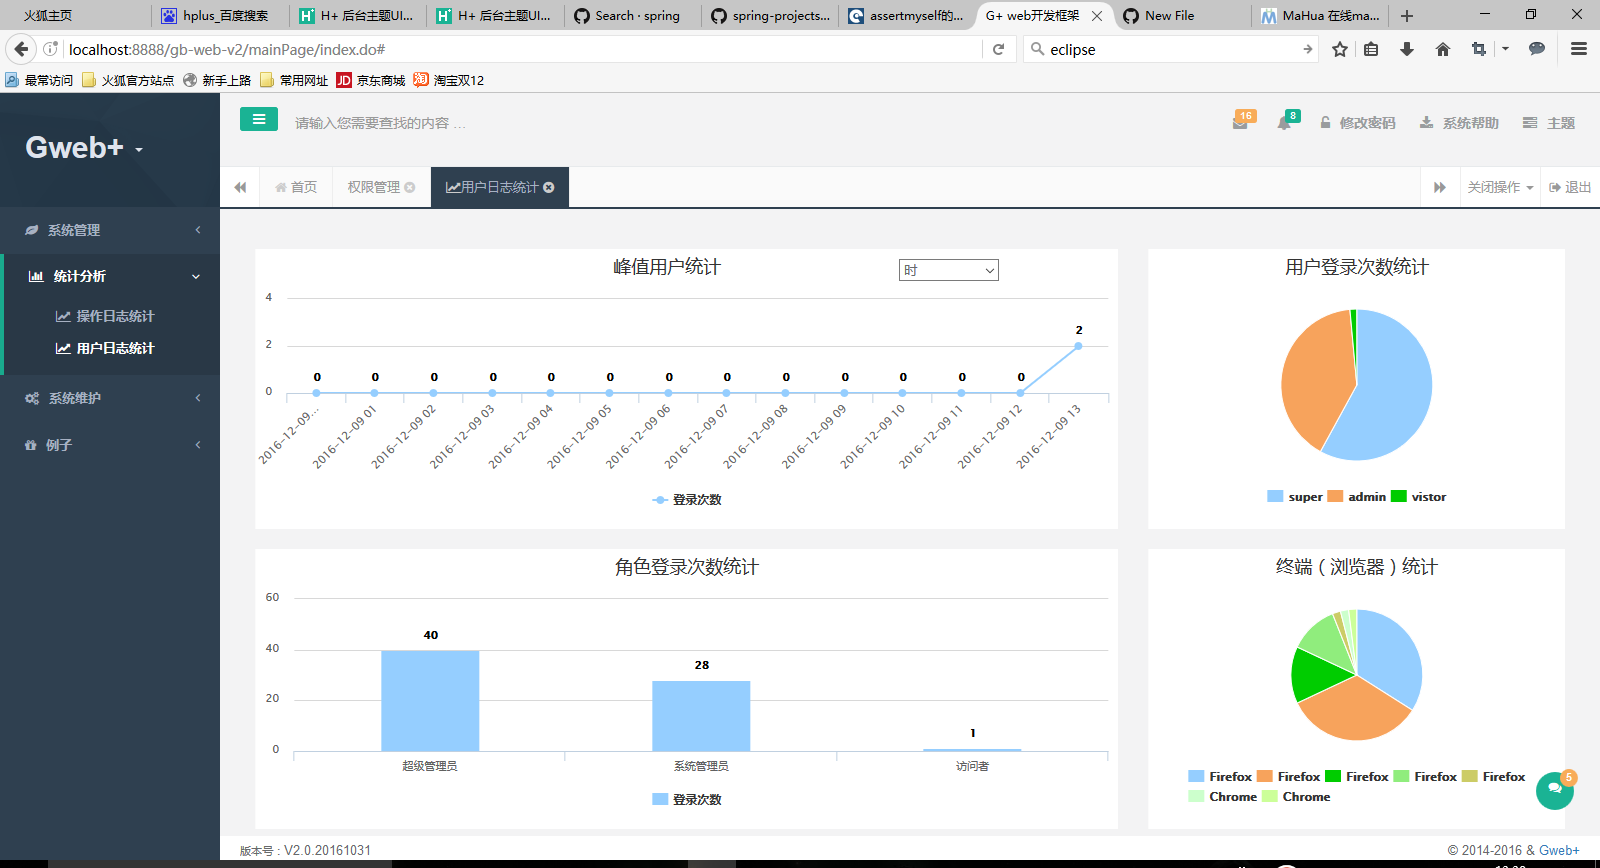 火狐主页 hplus_百度搜索 H+ 后台主题UI... H+ 后台主题UI... Search · spring spring-projects... assertmyself的... G+ web开发框架 New File MaHua 在线ma...
localhost:8888/gb-web-v2/mainPage/index.do# eclipse
最常访问 火狐官方站点 新手上路 常用网址 JD 京东商城 淘 淘宝双12
Gweb+
请输入您需要查找的内容 ... 16 8 修改密码 系统帮助 主题
首页 权限管理 用户日志统计 关闭操作 退出
系统管理
统计分析
操作日志统计
用户日志统计
系统维护
例子
峰值用户统计 时
4
2
0
0 0 0 0 0 0 0 0 0 0 0 0 0 2
2016-12-09... 2016-12-09 01 2016-12-09 02 2016-12-09 03 2016-12-09 04 2016-12-09 05 2016-12-09 06 2016-12-09 07 2016-12-09 08 2016-12-09 09 2016-12-09 10 2016-12-09 11 2016-12-09 12 2016-12-09 13
登录次数
用户登录次数统计
super admin vistor
角色登录次数统计
60
40
20
0
40 28 1
超级管理员 系统管理员 访问者
登录次数
终端（浏览器）统计
Firefox Firefox Firefox Firefox Firefox
Chrome Chrome
5
版本号：V2.0.20161031 © 2014-2016 & Gweb+